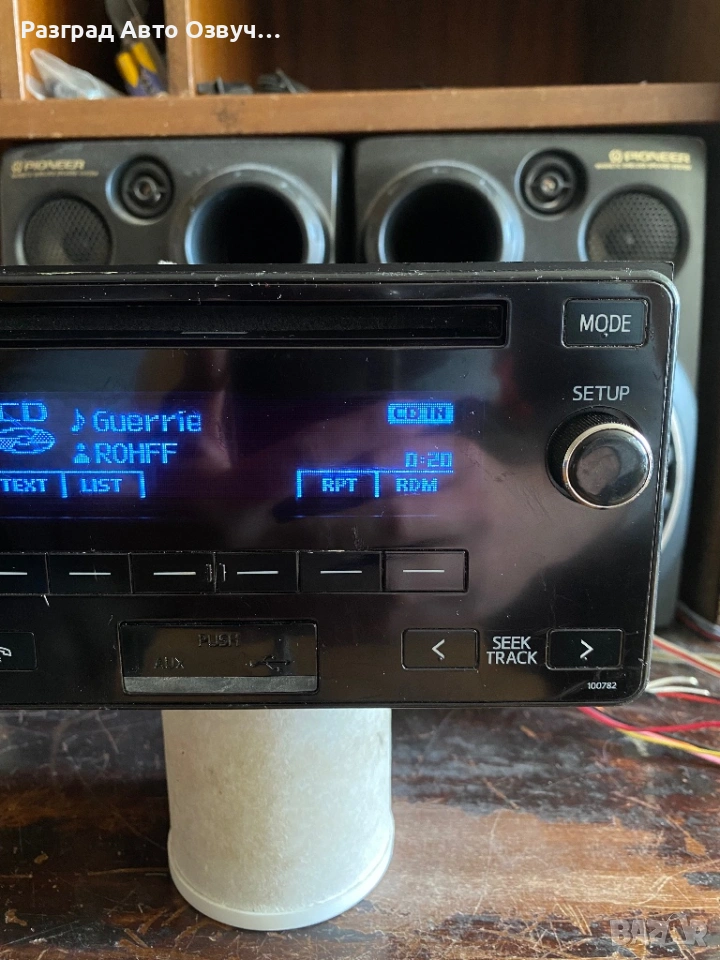 Разград Авто Озвуч...
PIONEER
PIONEER
MODE
SETUP
CD
CD IN
Guerrie
ROHFF
0:20
TEXT LIST RPT RDM
PUSH
AUX
< SEEK TRACK >
100782
BAZAR